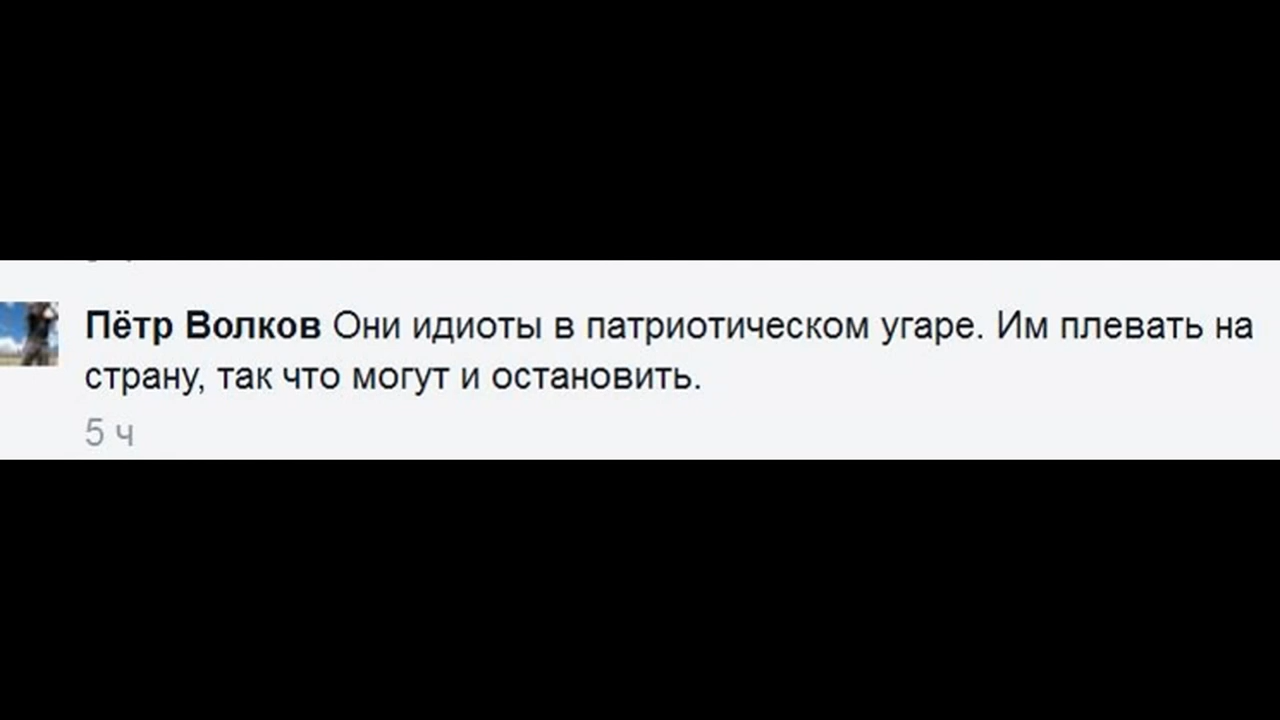 Пётр Волков Они идиоты в патриотическом угаре. Им плевать на
страну, так что могут и остановить.
5 ч